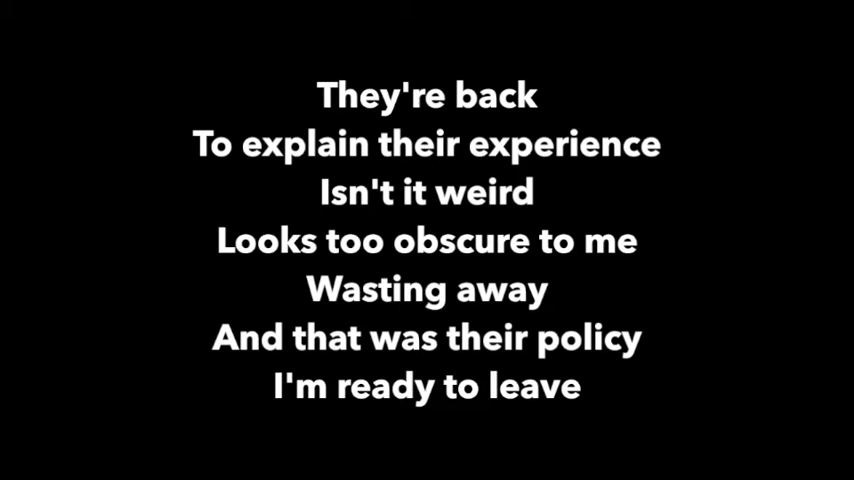 They're back
To explain their experience
Isn't it weird
Looks too obscure to me
Wasting away
And that was their policy
I'm ready to leave